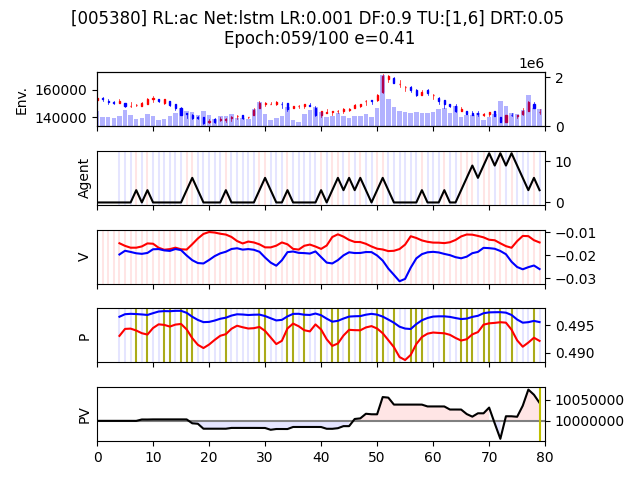 [005380] RL:ac Net:lstm LR:0.001 DF:0.9 TU:[1,6] DRT:0.05
Epoch:059/100 e=0.41
1e6
Env.
160000
140000
2
0
Agent
10
0
V
−0.01
−0.02
−0.03
P
0.495
0.490
PV
10050000
10000000
0 10 20 30 40 50 60 70 80